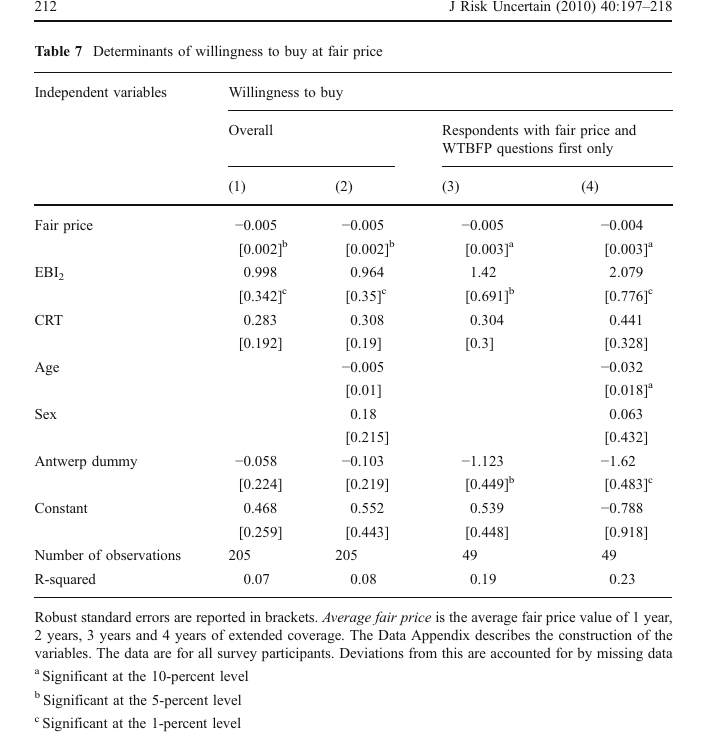 212 J Risk Uncertain (2010) 40:197–218
Table 7 Determinants of willingness to buy at fair price
Independent variables Willingness to buy
Overall Respondents with fair price and
WTBFP questions first only
(1) (2) (3) (4)
Fair price −0.005 −0.005 −0.005 −0.004
[0.002]b [0.002]b [0.003]a [0.003]a
EBI2 0.998 0.964 1.42 2.079
[0.342]c [0.35]c [0.691]b [0.776]c
CRT 0.283 0.308 0.304 0.441
[0.192] [0.19] [0.3] [0.328]
Age −0.005 −0.032
[0.01] [0.018]a
Sex 0.18 0.063
[0.215] [0.432]
Antwerp dummy −0.058 −0.103 −1.123 −1.62
[0.224] [0.219] [0.449]b [0.483]c
Constant 0.468 0.552 0.539 −0.788
[0.259] [0.443] [0.448] [0.918]
Number of observations 205 205 49 49
R-squared 0.07 0.08 0.19 0.23
Robust standard errors are reported in brackets. Average fair price is the average fair price value of 1 year,
2 years, 3 years and 4 years of extended coverage. The Data Appendix describes the construction of the
variables. The data are for all survey participants. Deviations from this are accounted for by missing data
a Significant at the 10-percent level
b Significant at the 5-percent level
c Significant at the 1-percent level